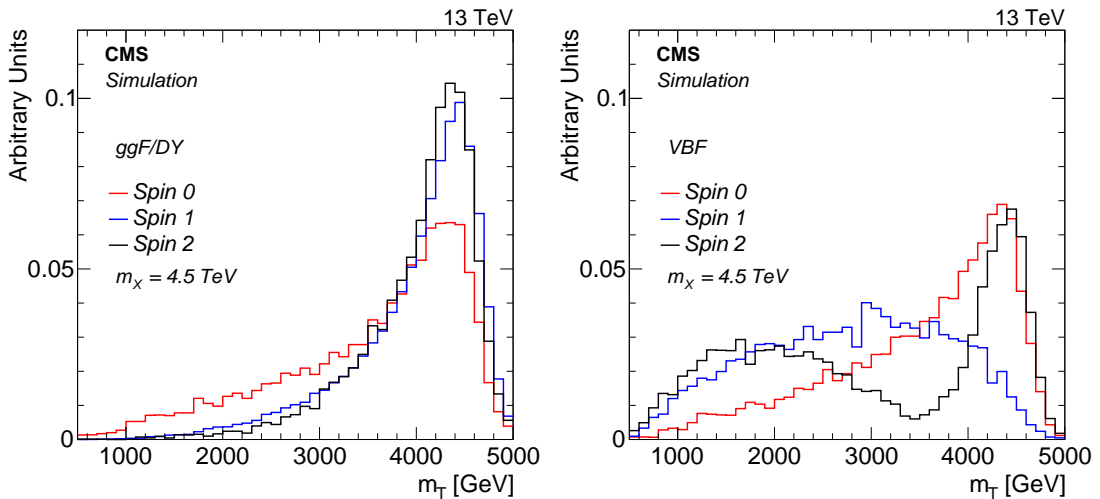 13 TeV
Arbitrary Units
CMS
Simulation
ggF/DY
Spin 0
Spin 1
Spin 2
m_X = 4.5 TeV
0.1
0.05
0
1000 2000 3000 4000 5000
m_T [GeV]
13 TeV
Arbitrary Units
CMS
Simulation
VBF
Spin 0
Spin 1
Spin 2
m_X = 4.5 TeV
0.1
0.05
0
1000 2000 3000 4000 5000
m_T [GeV]